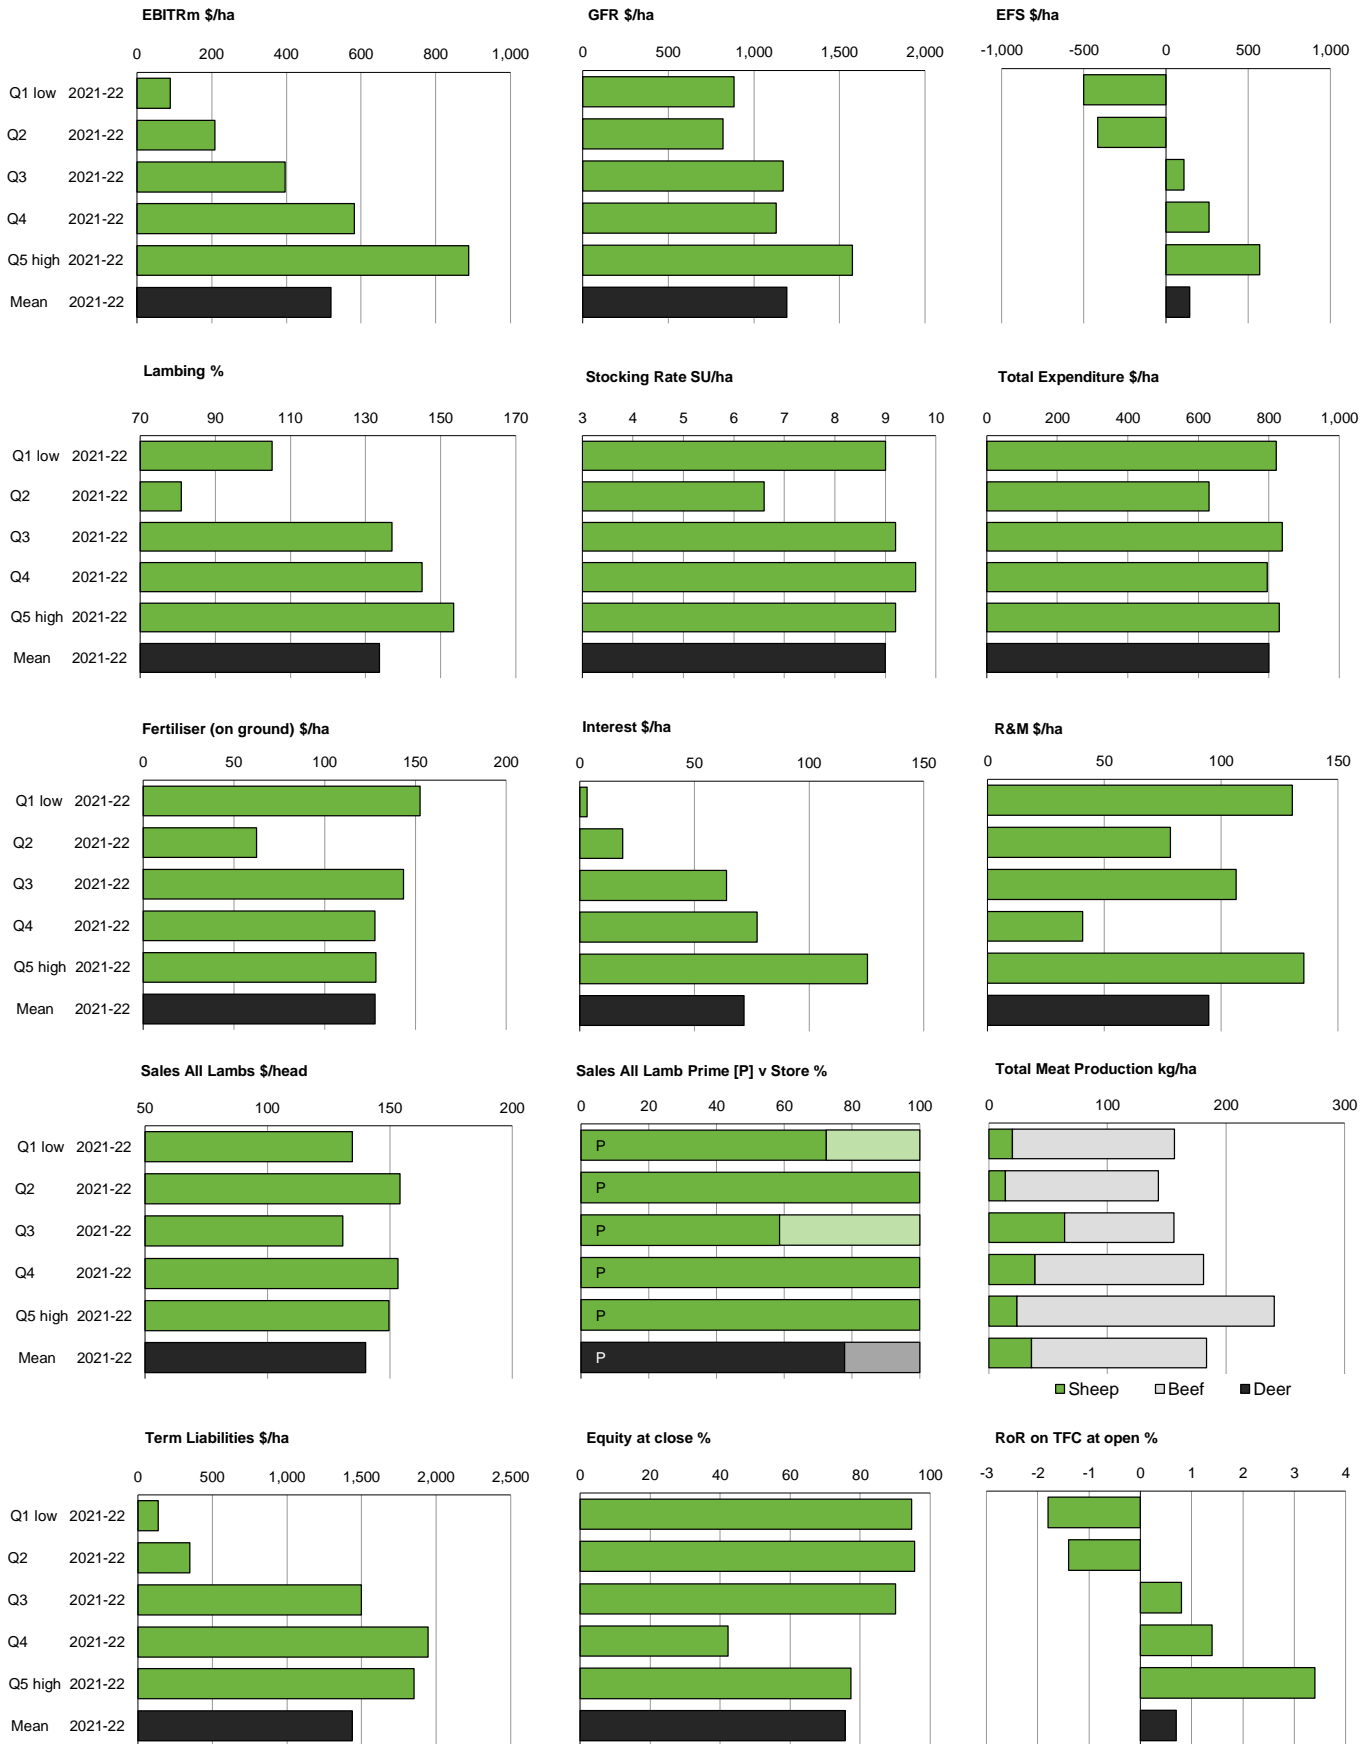 EBITRm $/ha
0 200 400 600 800 1,000
Q1 low 2021-22
Q2 2021-22
Q3 2021-22
Q4 2021-22
Q5 high 2021-22
Mean 2021-22
GFR $/ha
0 500 1,000 1,500 2,000
EFS $/ha
-1,000 -500 0 500 1,000
Lambing %
70 90 110 130 150 170
Q1 low 2021-22
Q2 2021-22
Q3 2021-22
Q4 2021-22
Q5 high 2021-22
Mean 2021-22
Stocking Rate SU/ha
3 4 5 6 7 8 9 10
Total Expenditure $/ha
0 200 400 600 800 1,000
Fertiliser (on ground) $/ha
0 50 100 150 200
Q1 low 2021-22
Q2 2021-22
Q3 2021-22
Q4 2021-22
Q5 high 2021-22
Mean 2021-22
Interest $/ha
0 50 100 150
R&M $/ha
0 50 100 150
Sales All Lambs $/head
50 100 150 200
Q1 low 2021-22
Q2 2021-22
Q3 2021-22
Q4 2021-22
Q5 high 2021-22
Mean 2021-22
Sales All Lamb Prime [P] v Store %
0 20 40 60 80 100
P
P
P
P
P
P
Total Meat Production kg/ha
0 100 200 300
Sheep Beef Deer
Term Liabilities $/ha
0 500 1,000 1,500 2,000 2,500
Q1 low 2021-22
Q2 2021-22
Q3 2021-22
Q4 2021-22
Q5 high 2021-22
Mean 2021-22
Equity at close %
0 20 40 60 80 100
RoR on TFC at open %
-3 -2 -1 0 1 2 3 4